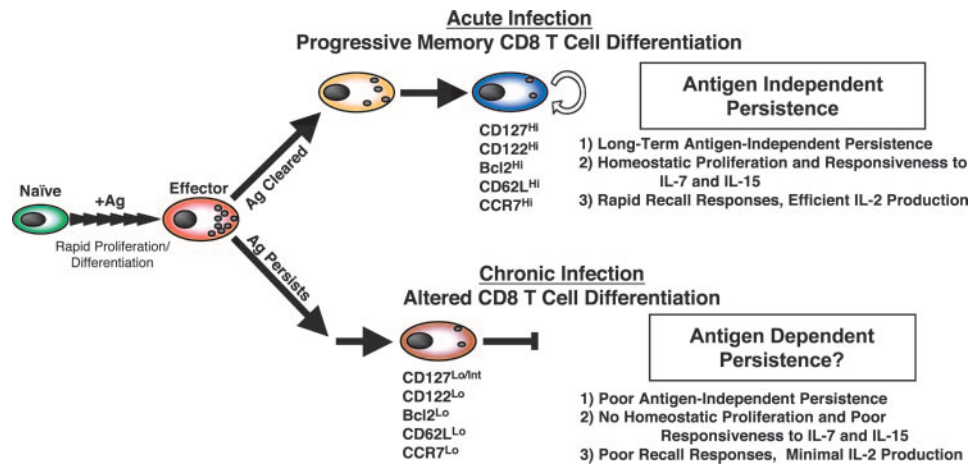 Acute Infection
Progressive Memory CD8 T Cell Differentiation
Antigen Independent
Persistence
CD127Hi
CD122Hi
Bcl2Hi
CD62LHi
CCR7Hi
1) Long-Term Antigen-Independent Persistence
2) Homeostatic Proliferation and Responsiveness to
IL-7 and IL-15
3) Rapid Recall Responses, Efficient IL-2 Production
Naïve
+Ag
Effector
Ag Cleared
Rapid Proliferation/
Differentiation
Ag Persists
Chronic Infection
Altered CD8 T Cell Differentiation
Antigen Dependent
Persistence?
CD127Lo/Int
CD122Lo
Bcl2Lo
CD62LLo
CCR7Lo
1) Poor Antigen-Independent Persistence
2) No Homeostatic Proliferation and Poor
Responsiveness to IL-7 and IL-15
3) Poor Recall Responses, Minimal IL-2 Production